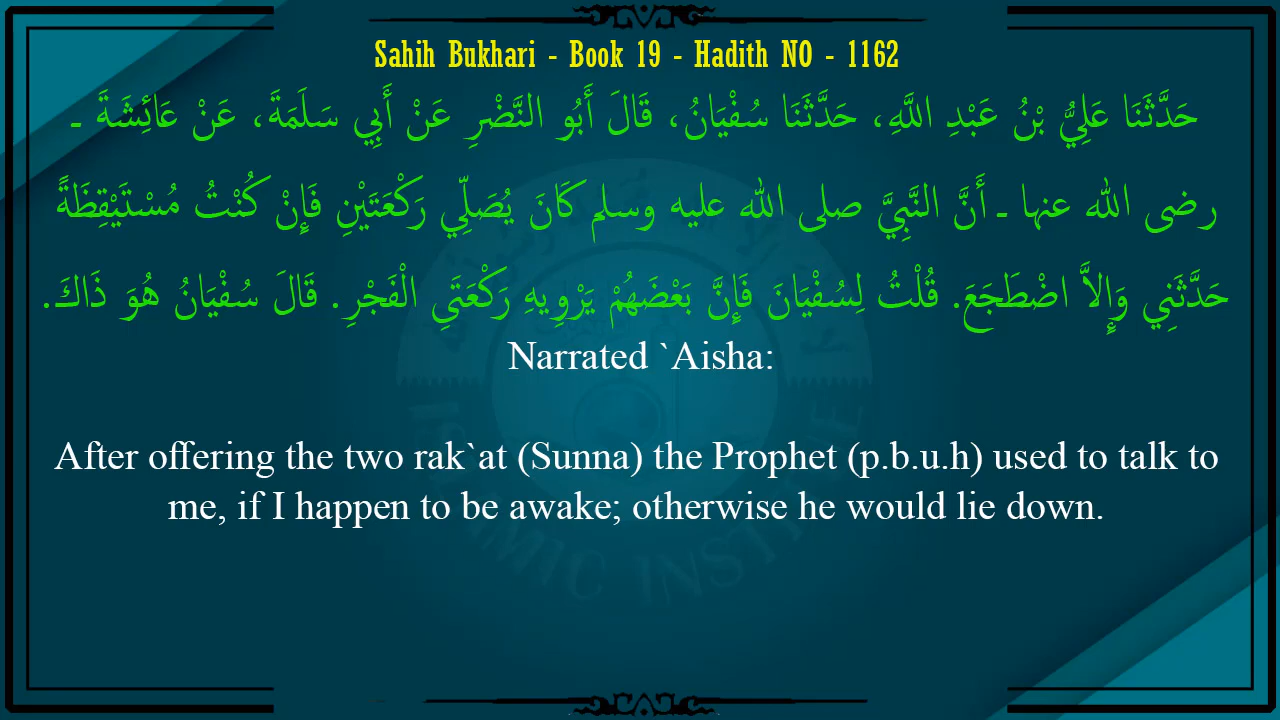 Sahih Bukhari - Book 19 - Hadith NO - 1162
حَدَّثَنَا عَلِيُّ بْنُ عَبْدِ اللَّهِ، حَدَّثَنَا سُفْيَانُ، قَالَ أَبُو النَّضْرِ عَنْ أَبِي سَلَمَةَ، عَنْ عَائِشَةَ ـ
رضى الله عنها ـ أَنَّ النَّبِيَّ صلى الله عليه وسلم كَانَ يُصَلِّي رَكْعَتَيْنِ فَإِنْ كُنْتُ مُسْتَيْقِظَةً
حَدَّثَنِي وَإِلاَّ اضْطَجَعَ. قُلْتُ لِسُفْيَانَ فَإِنَّ بَعْضَهُمْ يَرْوِيهِ رَكْعَتَىِ الْفَجْرِ. قَالَ سُفْيَانُ هُوَ ذَاكَ.
Narrated `Aisha:
After offering the two rak`at (Sunna) the Prophet (p.b.u.h) used to talk to
me, if I happen to be awake; otherwise he would lie down.